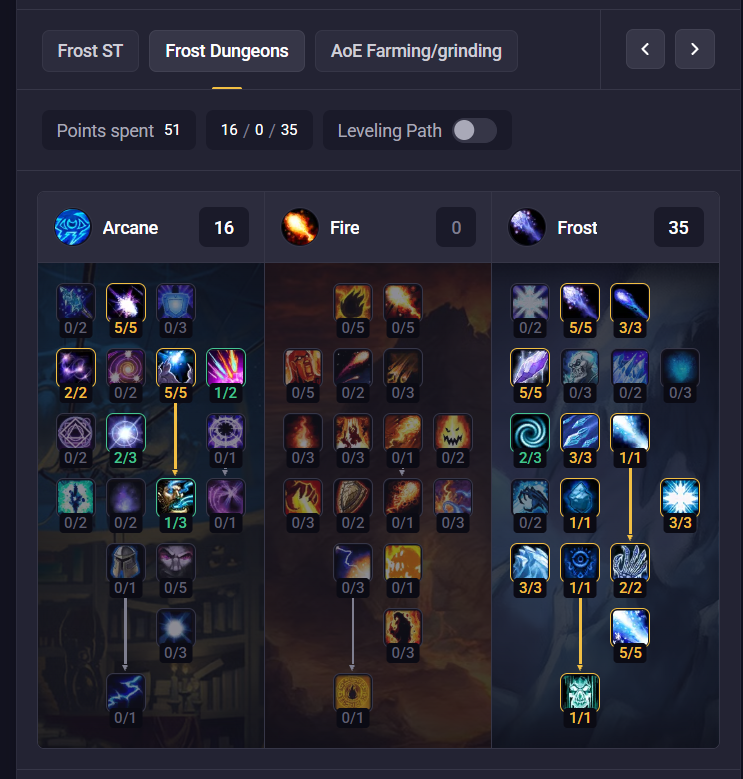 Frost ST Frost Dungeons AoE Farming/grinding
Points spent 51 16 / 0 / 35 Leveling Path
Arcane 16 Fire 0 Frost 35
0/2 5/5 0/3 0/5 0/5 0/2 5/5 3/3
2/2 0/2 5/5 1/2 0/5 0/2 0/3 5/5 0/3 0/2 0/3
0/2 2/3 0/1 0/3 0/3 0/1 0/2 2/3 3/3 1/1
0/2 0/2 1/3 0/1 0/3 0/2 0/1 0/3 0/2 1/1 3/3
0/1 0/5 0/3 0/1 3/3 1/1 2/2
0/3 0/3 5/5
0/1 0/1 1/1